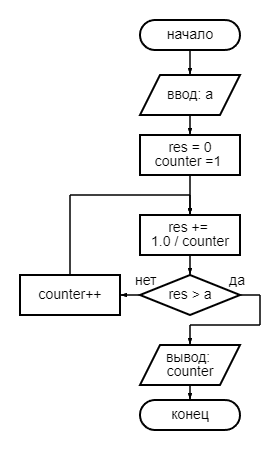 начало
ввод: a
res = 0
counter =1
res +=
1.0 / counter
нет
да
res > a
counter++
вывод:
counter
конец